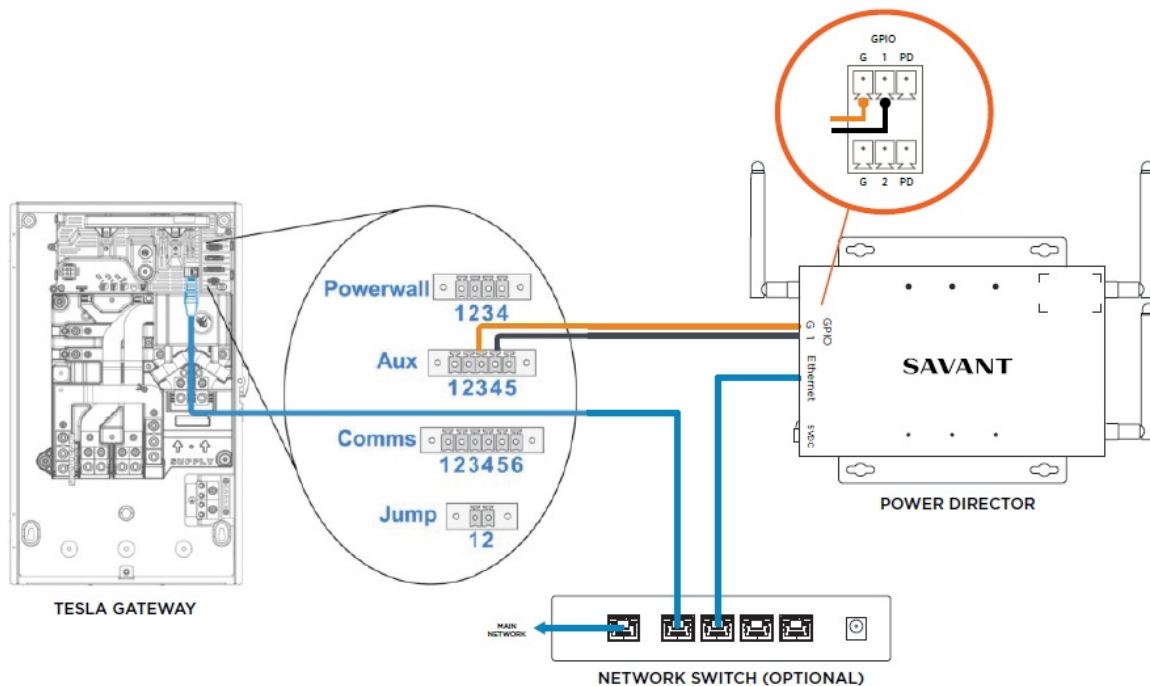 GPIO
G 1 PD
G 2 PD
Powerwall
1234
Aux
12345
Comms
123456
Jump
12
SUPPLY
TESLA GATEWAY
GPIO
G 1
Ethernet
5VDC
SAVANT
POWER DIRECTOR
MAIN
NETWORK
NETWORK SWITCH (OPTIONAL)